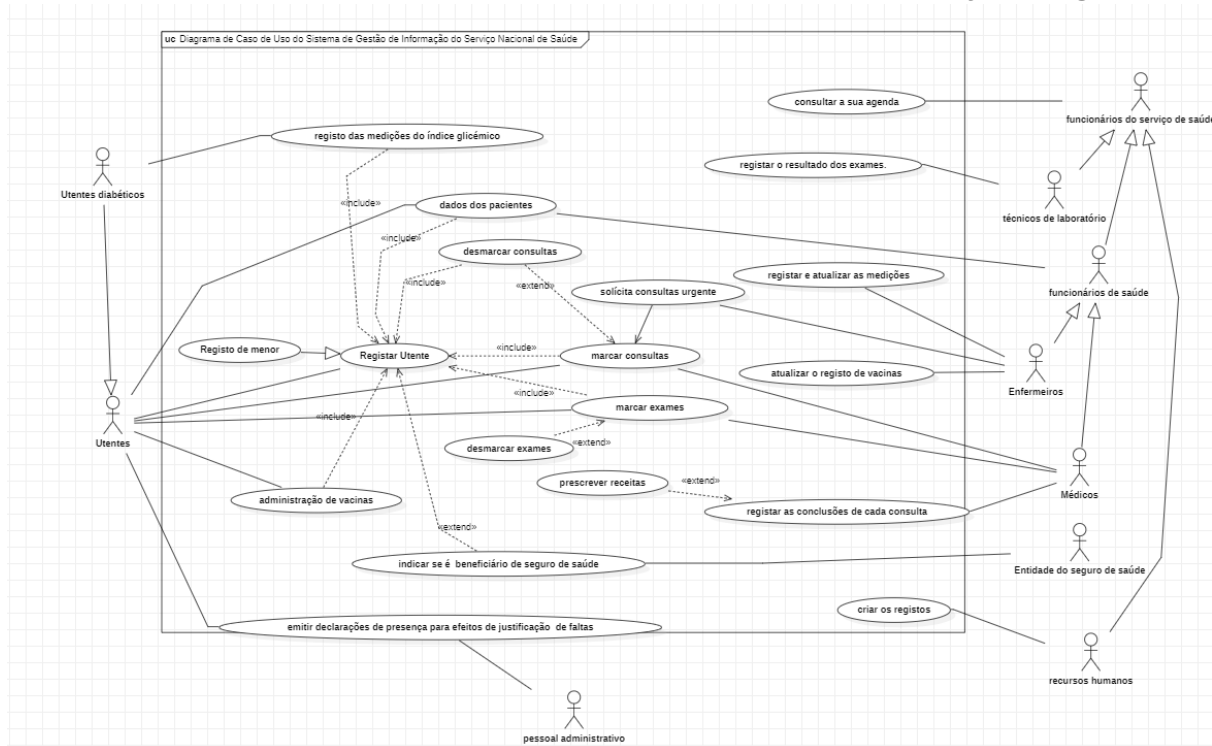 uc Diagrama de Caso de Uso do Sistema de Gestão de Informação do Serviço Nacional de Saúde
consultar a sua agenda
funcionários do serviço de saúde
registo das medições do índice glicémico
registar o resultado dos exames.
Utentes diabéticos
técnicos de laboratório
«include»
dados dos pacientes
«include»
desmarcar consultas
registar e atualizar as medições
«include»
«extend»
solícita consultas urgente
funcionários de saúde
Registo de menor
Registar Utente
«include»
marcar consultas
atualizar o registo de vacinas
Enfermeiros
«include»
marcar exames
«include»
Utentes
desmarcar exames
«extend»
prescrever receitas
«extend»
Médicos
administração de vacinas
registar as conclusões de cada consulta
«extend»
indicar se é beneficiário de seguro de saúde
Entidade do seguro de saúde
criar os registos
emitir declarações de presença para efeitos de justificação de faltas
recursos humanos
pessoal administrativo